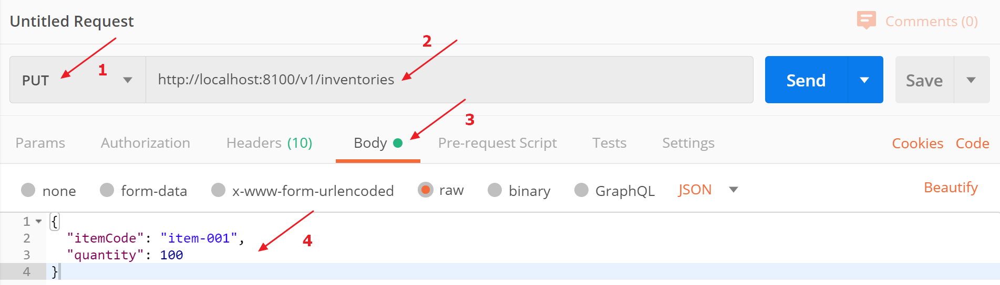 Untitled Request
Comments (0)
2
1
PUT
http://localhost:8100/v1/inventories
Send
Save
3
Params Authorization Headers (10) Body Pre-request Script Tests Settings Cookies Code
none form-data x-www-form-urlencoded raw binary GraphQL JSON Beautify
1 {
2 "itemCode": "item-001",
4
3 "quantity": 100
4 }